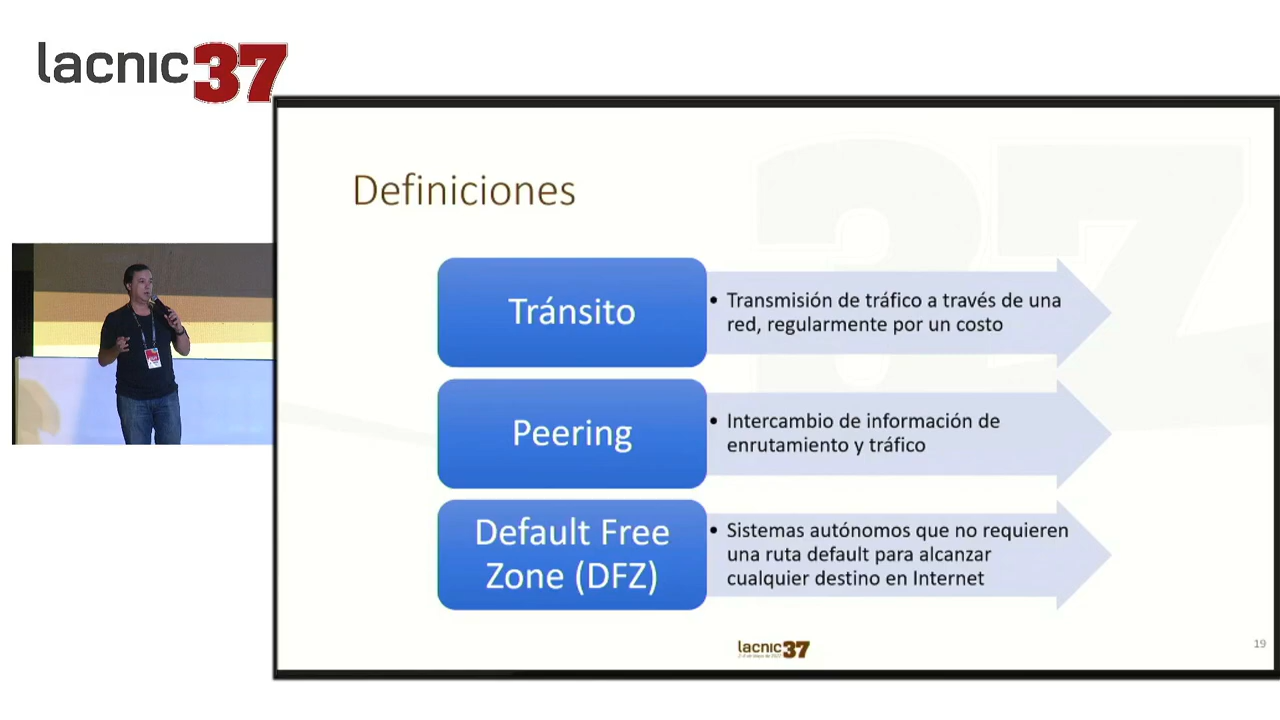 lacnic37
Definiciones
Tránsito
• Transmisión de tráfico a través de una
red, regularmente por un costo
Peering
• Intercambio de información de
enrutamiento y tráfico
Default Free
Zone (DFZ)
• Sistemas autónomos que no requieren
una ruta default para alcanzar
cualquier destino en Internet
lacnic37
19